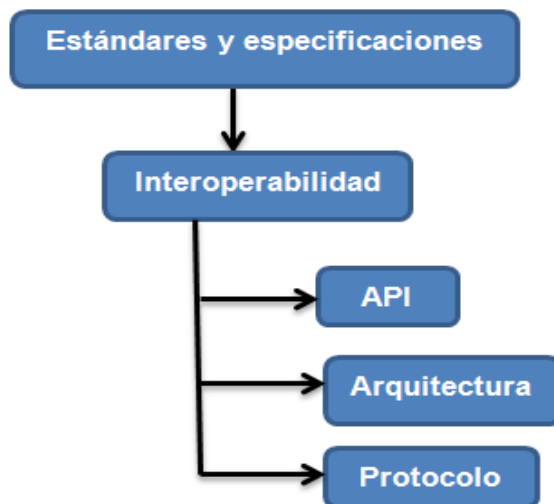 Estándares y especificaciones
Interoperabilidad
API
Arquitectura
Protocolo